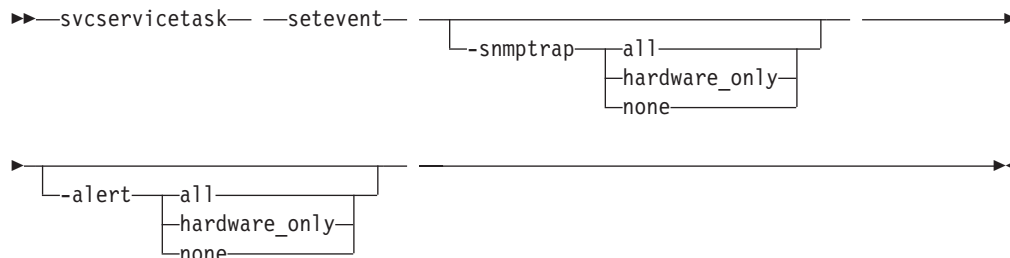 svcservicetask setevent
-snmptrap all
hardware_only
none
-alert all
hardware_only
none